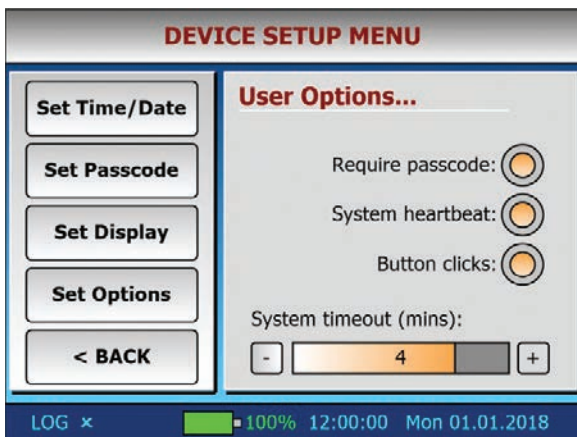 DEVICE SETUP MENU
Set Time/Date
Set Passcode
Set Display
Set Options
< BACK
User Options...
Require passcode:
System heartbeat:
Button clicks:
System timeout (mins):
- 4 +
LOG × 100% 12:00:00 Mon 01.01.2018